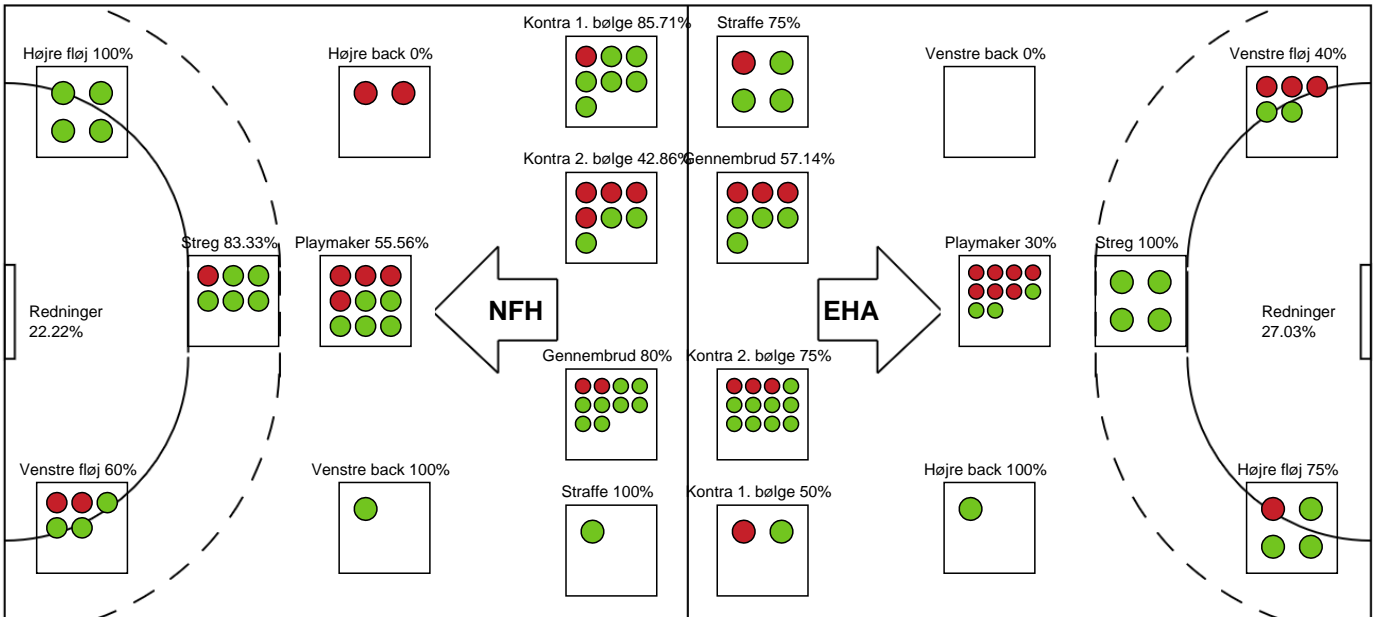 Kontra 1. bølge 85.71%
Straffe 75%
Højre fløj 100%
Højre back 0%
Venstre back 0%
Venstre fløj 40%
Kontra 2. bølge 42.86%
Gennembrud 57.14%
Streg 83.33%
Playmaker 55.56%
Playmaker 30%
Streg 100%
NFH
EHA
Redninger
22.22%
Redninger
27.03%
Gennembrud 80%
Kontra 2. bølge 75%
Venstre fløj 60%
Venstre back 100%
Højre back 100%
Højre fløj 75%
Straffe 100%
Kontra 1. bølge 50%